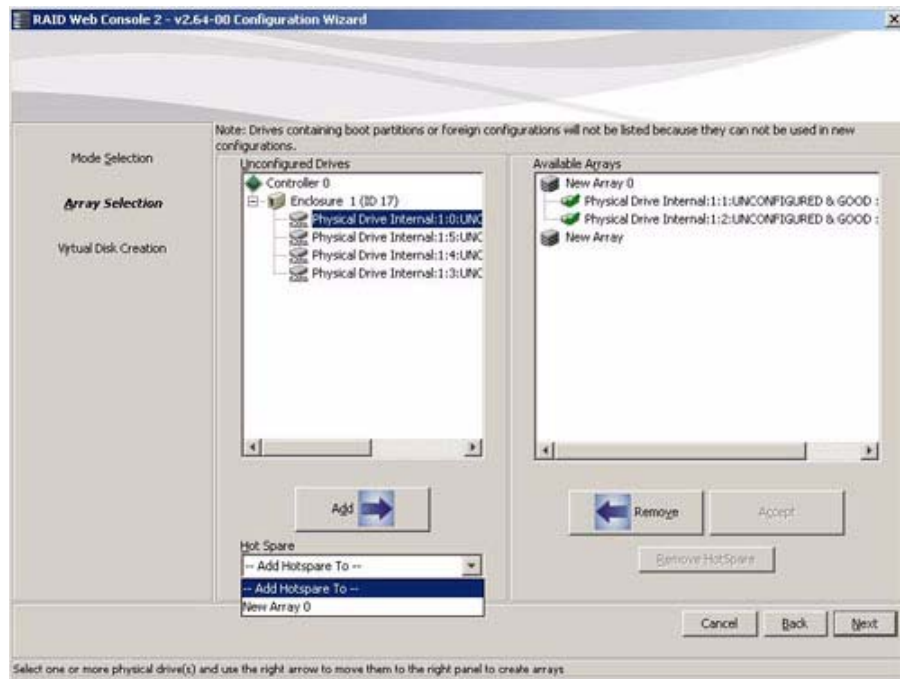 RAID Web Console 2 - v2.64-00 Configuration Wizard
Note: Drives containing boot partitions or foreign configurations will not be listed because they can not be used in new
configurations.
Mode Selection
Array Selection
Virtual Disk Creation
Unconfigured Drives
Controller 0
Enclosure 1 (ID 17)
Physical Drive Internal:1:0:UNC
Physical Drive Internal:1:5:UNC
Physical Drive Internal:1:4:UNC
Physical Drive Internal:1:3:UNC
Add
Hot Spare
-- Add Hotspare To --
-- Add Hotspare To --
New Array 0
Available Arrays
New Array 0
Physical Drive Internal:1:1:UNCONFIGURED & GOOD :
Physical Drive Internal:1:2:UNCONFIGURED & GOOD :
New Array
Remove
Accept
Remove HotSpare
Cancel
Back
Next
Select one or more physical drive(s) and use the right arrow to move them to the right panel to create arrays